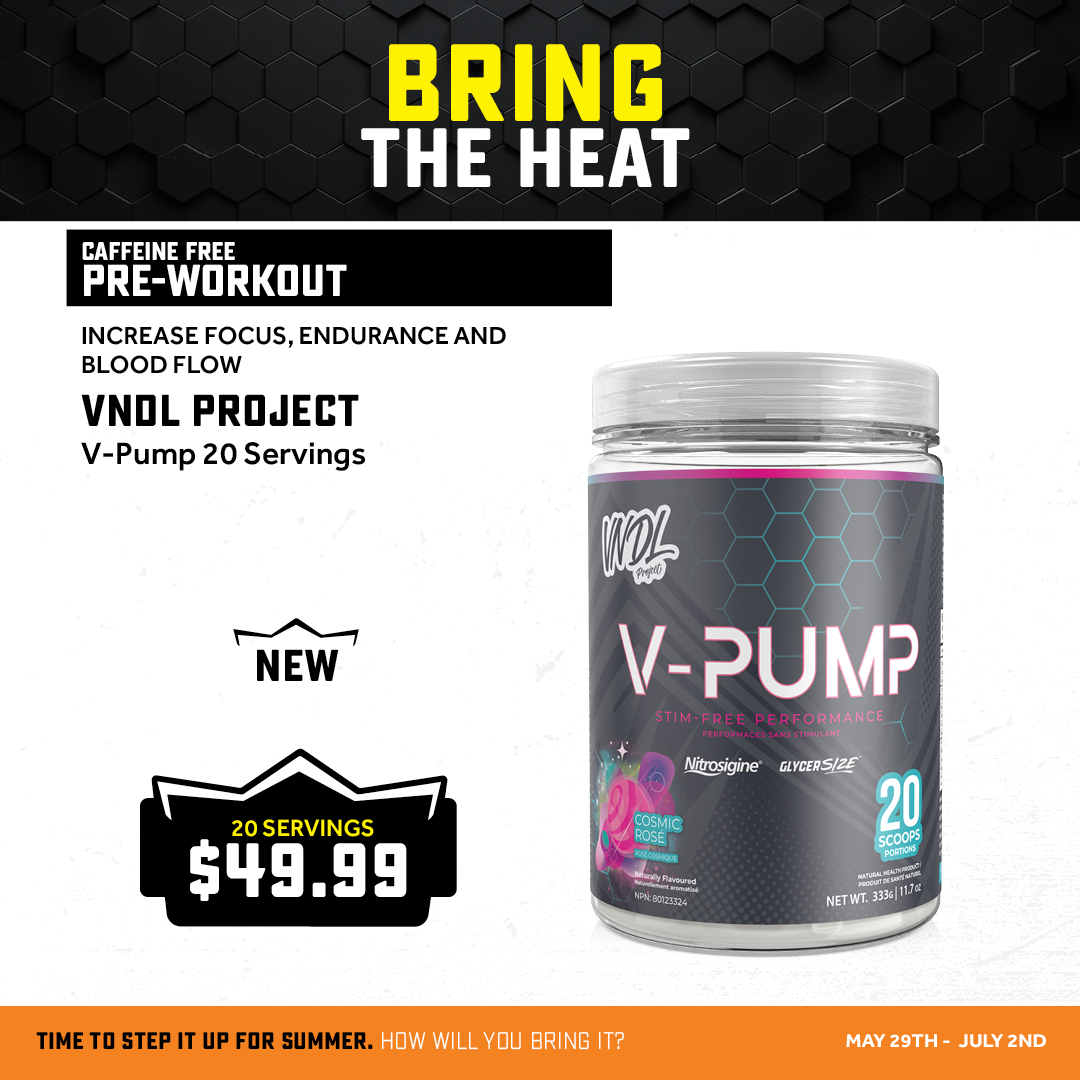 BRING
THE HEAT
CAFFEINE FREE
PRE-WORKOUT
INCREASE FOCUS, ENDURANCE AND
BLOOD FLOW
VNDL PROJECT
V-Pump 20 Servings
NEW
20 SERVINGS
$49.99
VNDL
Project
V-PUMP
STIM-FREE PERFORMANCE
PERFORMACES SANS STIMULANT
Nitrosigine®
GLYCERSIZE™
COSMIC
ROSÉ
ROSÉ COSMIQUE
Naturally Flavoured
Naturellement aromatisé
NPN: 80123324
20
SCOOPS
PORTIONS
NATURAL HEALTH PRODUCT /
PRODUIT DE SANTÉ NATUREL
NET WT. 333G | 11.7 OZ
TIME TO STEP IT UP FOR SUMMER. HOW WILL YOU BRING IT?
MAY 29TH - JULY 2ND